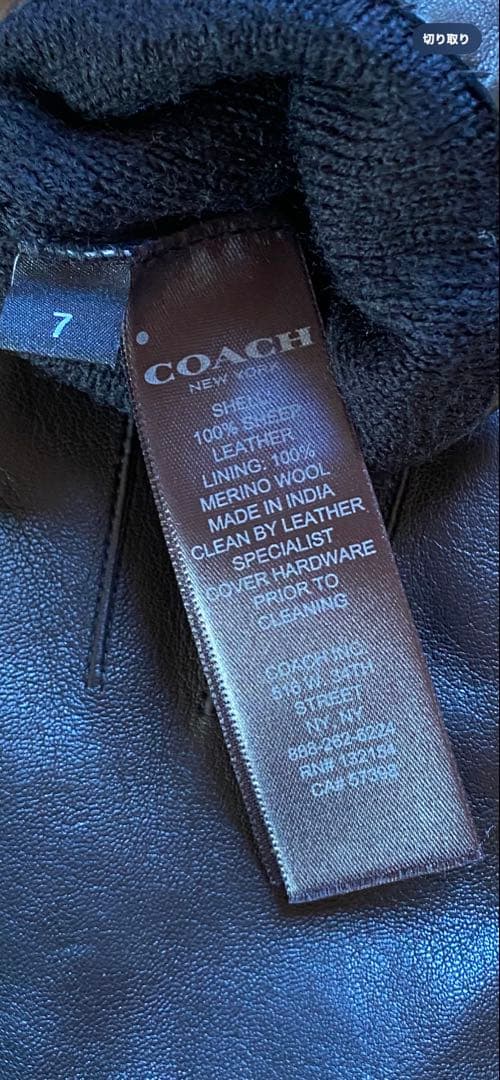 切り取り
7
COACH
NEW YORK
SHELL:
100% SHEEP
LEATHER
LINING: 100%
MERINO WOOL
MADE IN INDIA
CLEAN BY LEATHER
SPECIALIST
COVER HARDWARE
PRIOR TO
CLEANING
COACH INC.
516 W. 34TH
STREET
NY, NY
888-262-6224
RN# 132154
CA# 57398